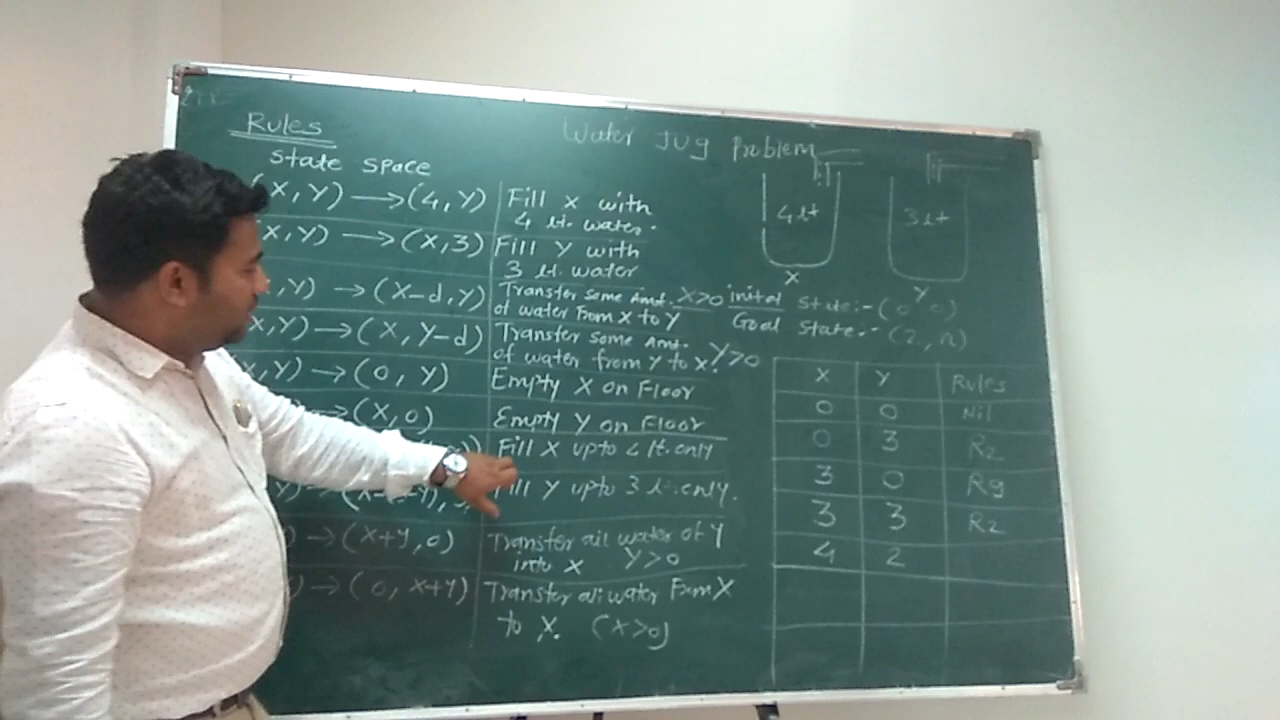 Rules
State space
(X,Y) → (4,Y) Fill X with
4 lt. water.
X,Y) → (X,3) Fill Y with
3 lt. water
,Y) → (X-d,Y) Transfer Some Amt. X>0
of water From X to Y
X,Y) → (X,Y-d) Transfer some Amt.
of water from Y to X. Y>0
,Y) → (0,Y) Empty X on Floor
→ (X,0) Empty Y on Floor
Fill X upto 4 lt. only
Fill Y upto 3 lt. only.
) → (X+Y,0) Transfer all water of Y
into X Y>0
) → (0,X+Y) Transfer all water From X
to X. (X>0)
Water Jug Problem
4 lt 3 lt
X Y
initial State:- (0,0)
Goal State:- (2,n)
X Y Rules
0 0 Nil
0 3 R2
3 0 R9
3 3 R2
4 2